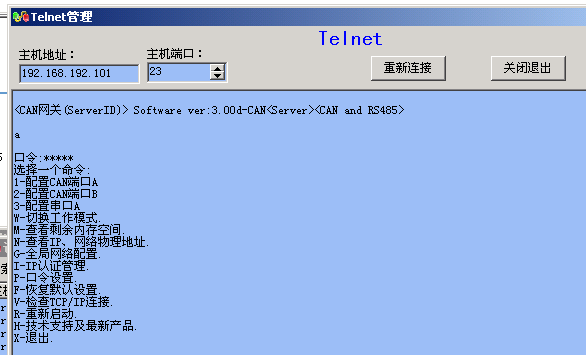 Telnet管理
Telnet
主机地址：
主机端口：
192.168.192.101
23
重新连接
关闭退出
<CAN网关(ServerID)> Software ver:3.00d-CAN<Server><CAN and RS485>
a
口令:*****
选择一个命令:
1-配置CAN端口A
2-配置CAN端口B
3-配置串口A
W-切换工作模式.
M-查看剩余内存空间.
N-查看IP、网络物理地址.
G-全局网络配置.
I-IP认证管理.
P-口令设置.
F-恢复默认设置.
V-检查TCP/IP连接.
R-重新启动.
H-技术支持及最新产品.
X-退出.